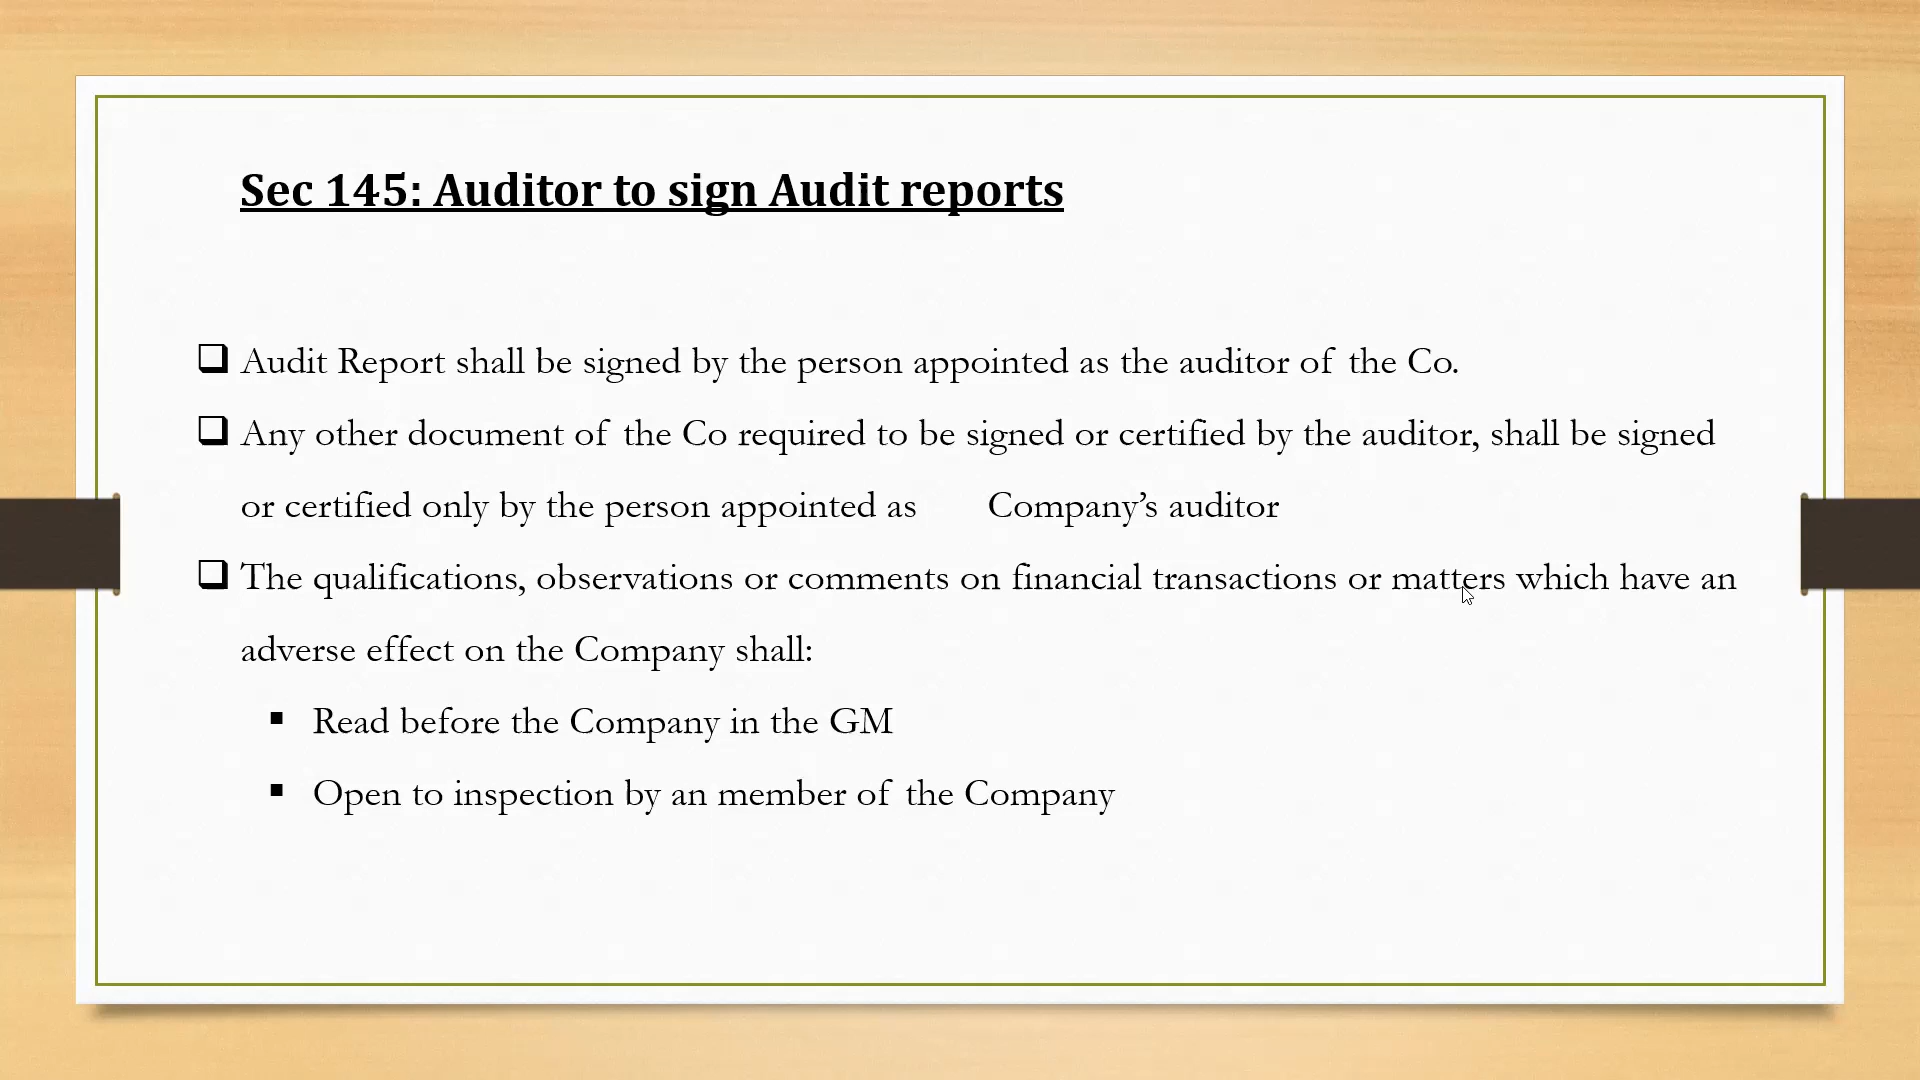 Sec 145: Auditor to sign Audit reports
Audit Report shall be signed by the person appointed as the auditor of the Co.
Any other document of the Co required to be signed or certified by the auditor, shall be signed
or certified only by the person appointed as Company’s auditor
The qualifications, observations or comments on financial transactions or matters which have an
adverse effect on the Company shall:
Read before the Company in the GM
Open to inspection by an member of the Company